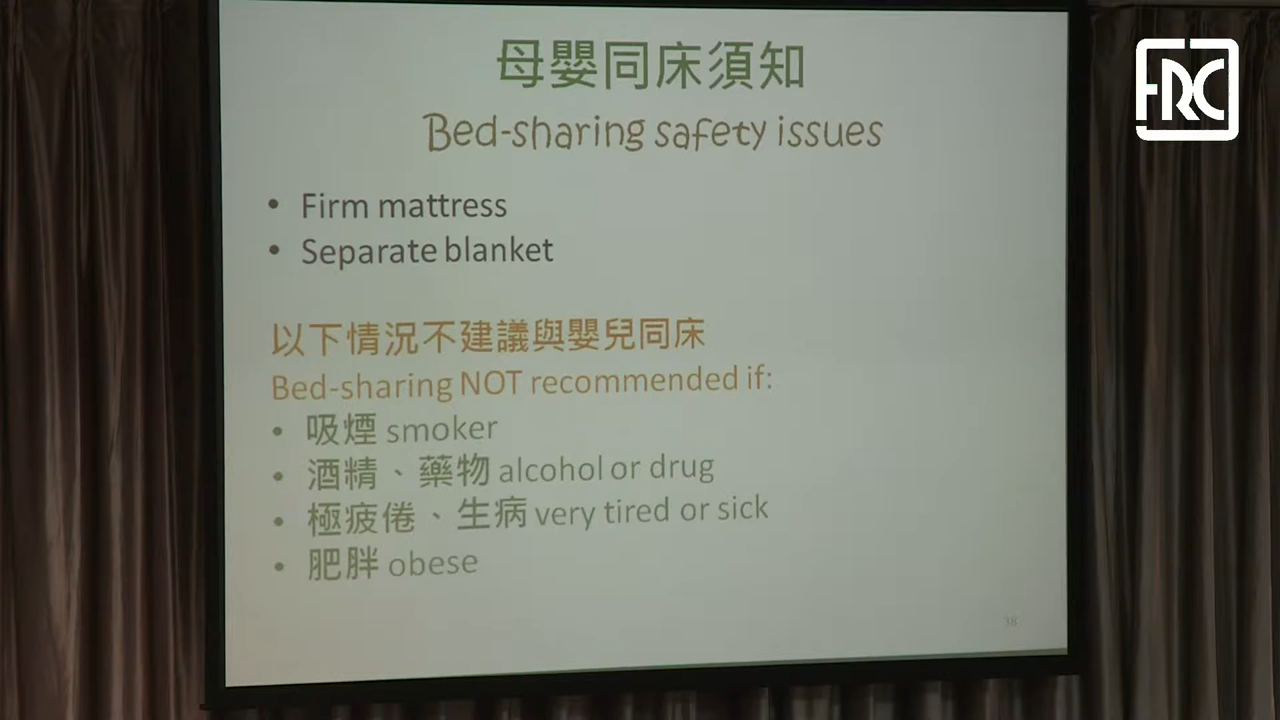 母嬰同床須知
Bed-sharing safety issues
• Firm mattress
• Separate blanket
以下情況不建議與嬰兒同床
Bed-sharing NOT recommended if:
• 吸煙 smoker
• 酒精、藥物 alcohol or drug
• 極疲倦、生病 very tired or sick
• 肥胖 obese
38
FRC